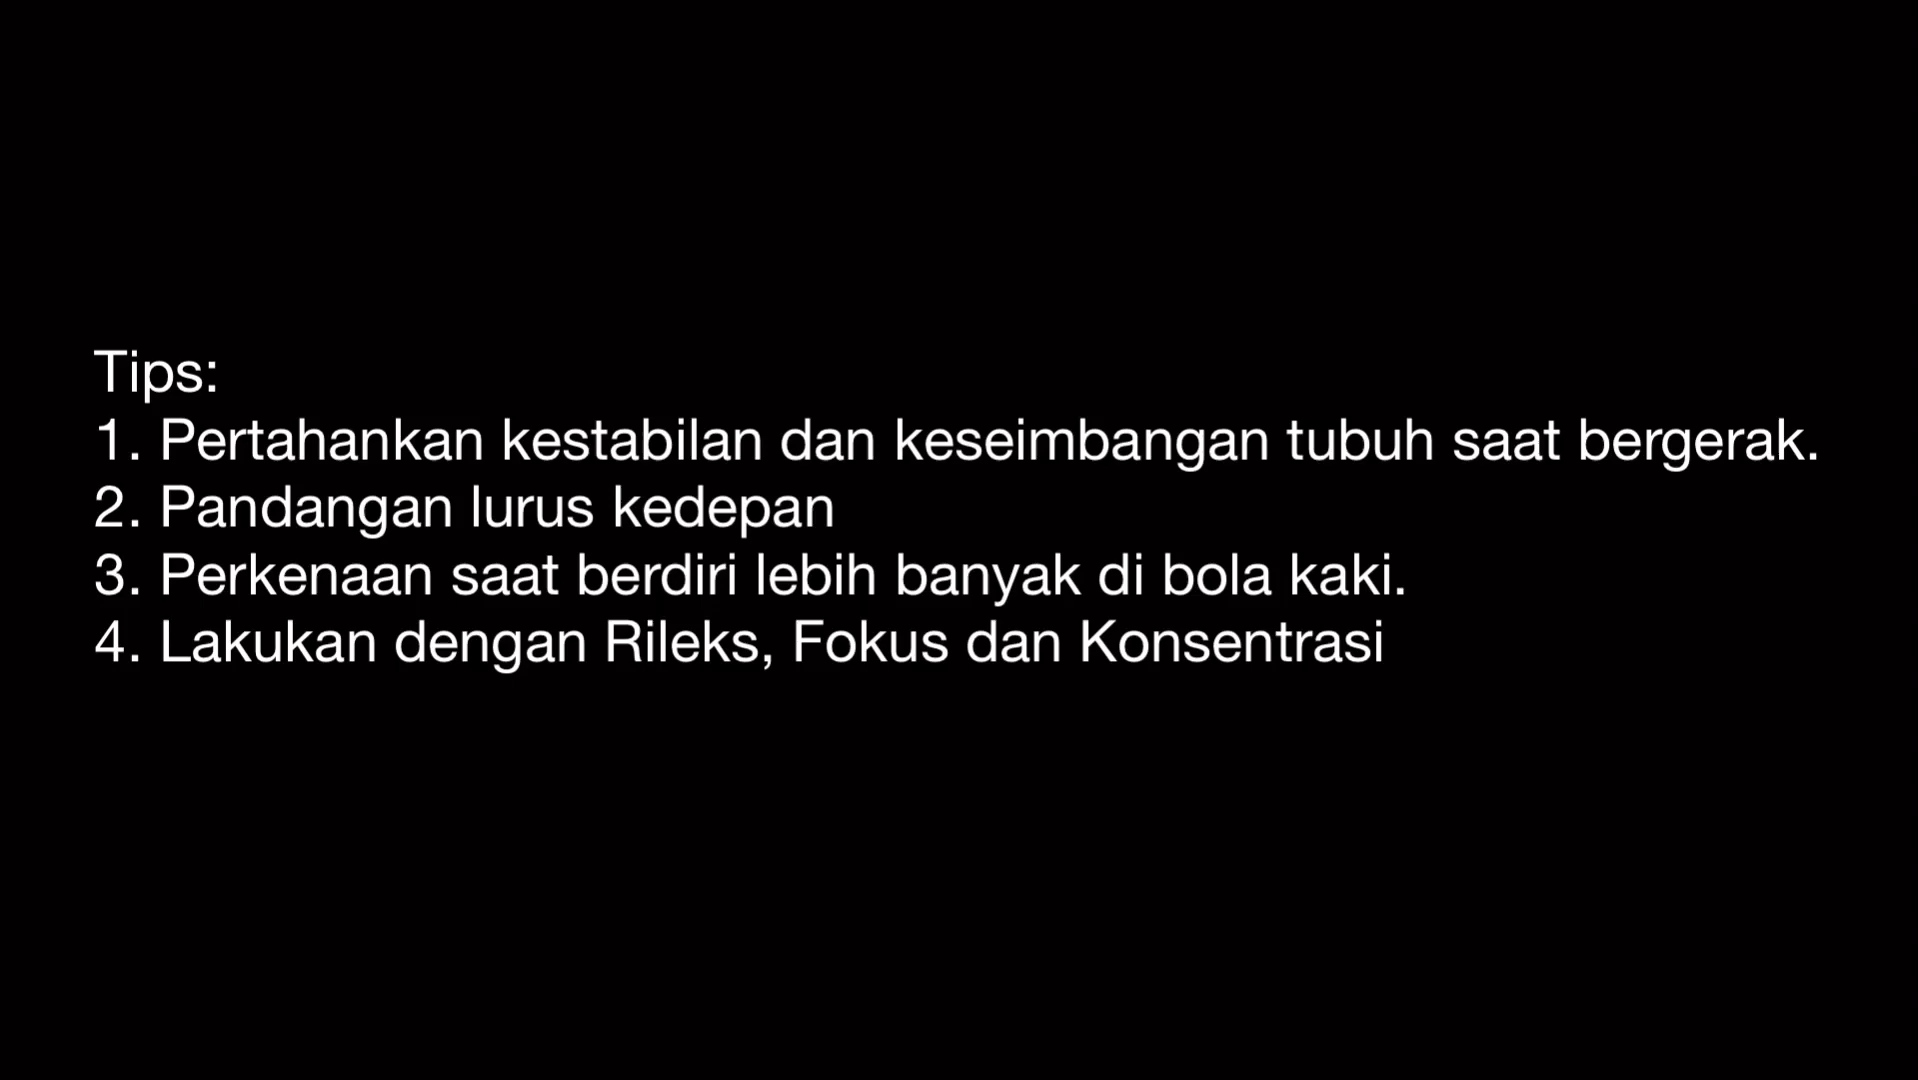 Tips:
1. Pertahankan kestabilan dan keseimbangan tubuh saat bergerak.
2. Pandangan lurus kedepan
3. Perkenaan saat berdiri lebih banyak di bola kaki.
4. Lakukan dengan Rileks, Fokus dan Konsentrasi